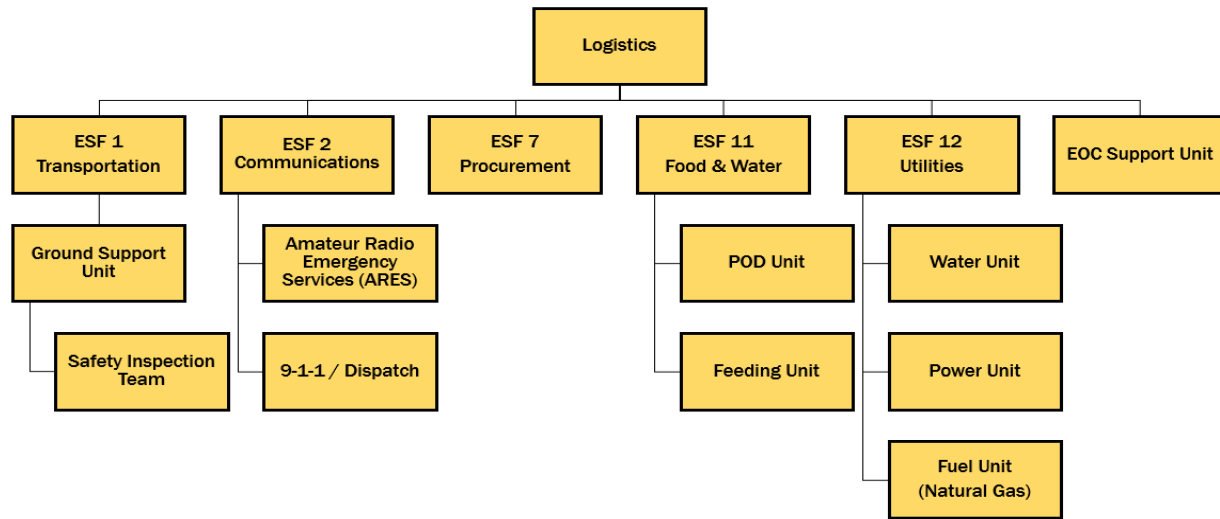 Logistics
ESF 1
Transportation
ESF 2
Communications
ESF 7
Procurement
ESF 11
Food & Water
ESF 12
Utilities
EOC Support Unit
Ground Support
Unit
Amateur Radio
Emergency
Services (ARES)
POD Unit
Water Unit
Safety Inspection
Team
9-1-1 / Dispatch
Feeding Unit
Power Unit
Fuel Unit
(Natural Gas)